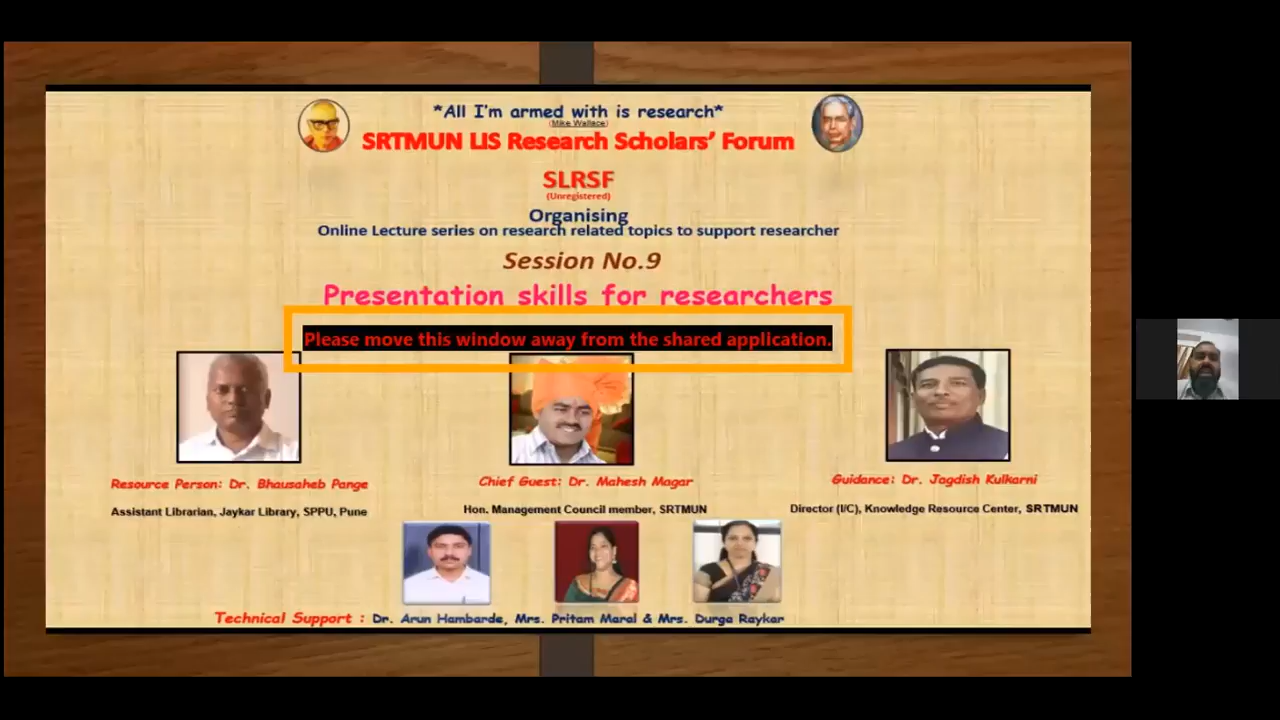 *All I'm armed with is research*
(Mike Wallace)
SRTMUN LIS Research Scholars' Forum
SLRSF
(Unregistered)
Organising
Online Lecture series on research related topics to support researcher
Session No.9
Presentation skills for researchers
Please move this window away from the shared application.
Resource Person: Dr. Bhausaheb Pange
Assistant Librarian, Jaykar Library, SPPU, Pune
Chief Guest: Dr. Mahesh Magar
Hon. Management Council member, SRTMUN
Guidance: Dr. Jagdish Kulkarni
Director (I/C), Knowledge Resource Center, SRTMUN
Technical Support : Dr. Arun Hambarde, Mrs. Pritam Maral & Mrs. Durga Raykar